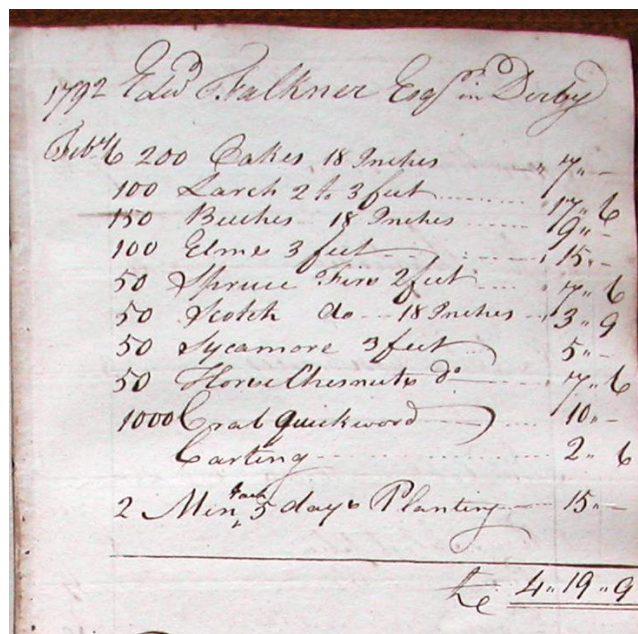 1792 Edwd Falkner Esqr in Derby
Feby 6 200 Oakes 18 Inches " 7 " -
100 Larch 2 to 3 feet " 17 " 6
150 Beeches 18 Inches " 9 " -
100 Elms 3 feet " 15 " -
50 Spruce Firs 2 feet " 7 " 6
50 Scotch do 18 Inches " 3 " 9
50 Sycamore 3 feet 5 " -
50 Horse Chesnuts do 7 " 6
1000 Crab Quickwood 10 " -
Carting 2 " 6
2 Men each 5 days Planting 15 " -
£ 4 " 19 " 9